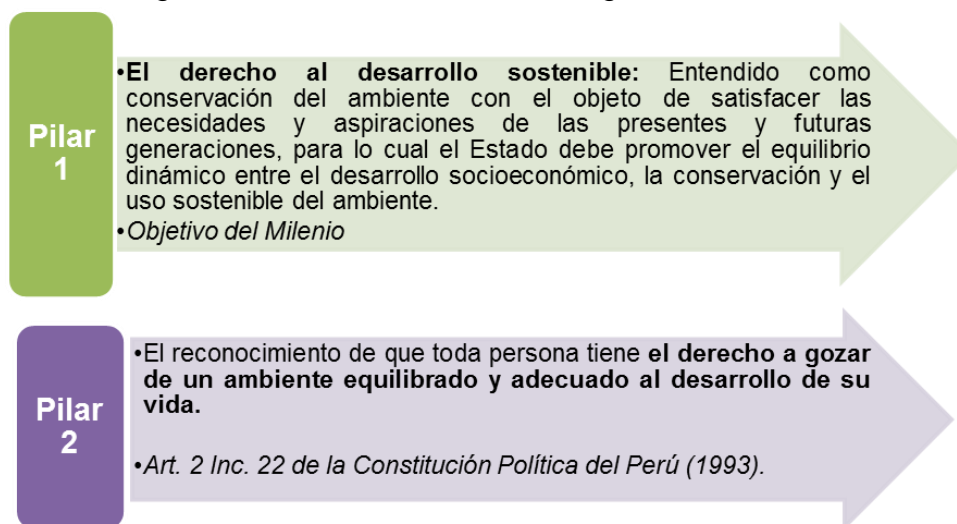 Pilar
1
•El derecho al desarrollo sostenible: Entendido como
conservación del ambiente con el objeto de satisfacer las
necesidades y aspiraciones de las presentes y futuras
generaciones, para lo cual el Estado debe promover el equilibrio
dinámico entre el desarrollo socioeconómico, la conservación y el
uso sostenible del ambiente.
•Objetivo del Milenio
Pilar
2
•El reconocimiento de que toda persona tiene el derecho a gozar
de un ambiente equilibrado y adecuado al desarrollo de su
vida.
•Art. 2 Inc. 22 de la Constitución Política del Perú (1993).